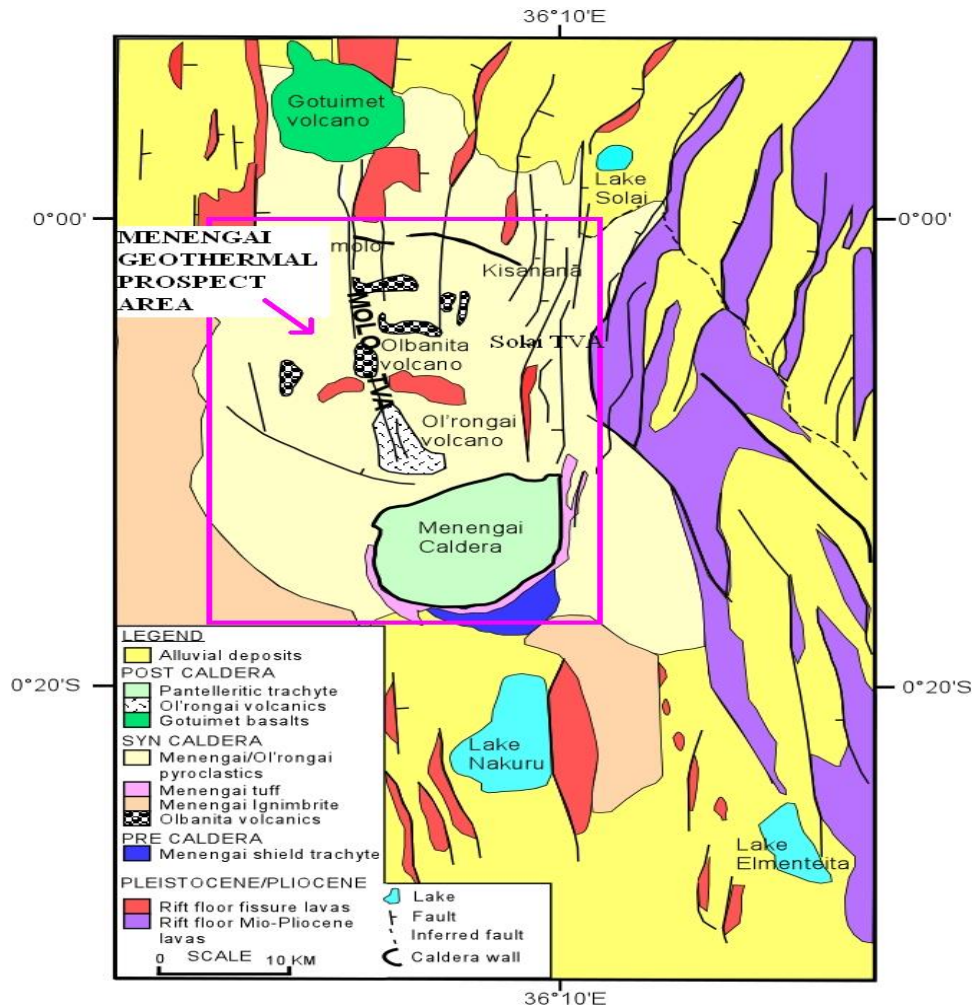 36°10'E
Gotuimet
volcano
Lake
Solai
0°00'
0°00'
MENENGAI
GEOTHERMAL
PROSPECT
AREA
molo
Kisanana
MOLO TVA
Solai TVA
Olbanita
volcano
Ol'rongai
volcano
Menengai
Caldera
LEGEND
Alluvial deposits
POST CALDERA
Pantelleritic trachyte
Ol'rongai volcanics
Gotuimet basalts
SYN CALDERA
Menengai/Ol'rongai
pyroclastics
Menengai tuff
Menengai Ignimbrite
Olbanita volcanics
PRE CALDERA
Menengai shield trachyte
PLEISTOCENE/PLIOCENE
Rift floor fissure lavas
Rift floor Mio-Pliocene
lavas
SCALE
0 10 KM
Lake
Fault
Inferred fault
Caldera wall
0°20'S
0°20'S
Lake
Nakuru
Lake
Elmenteita
36°10'E